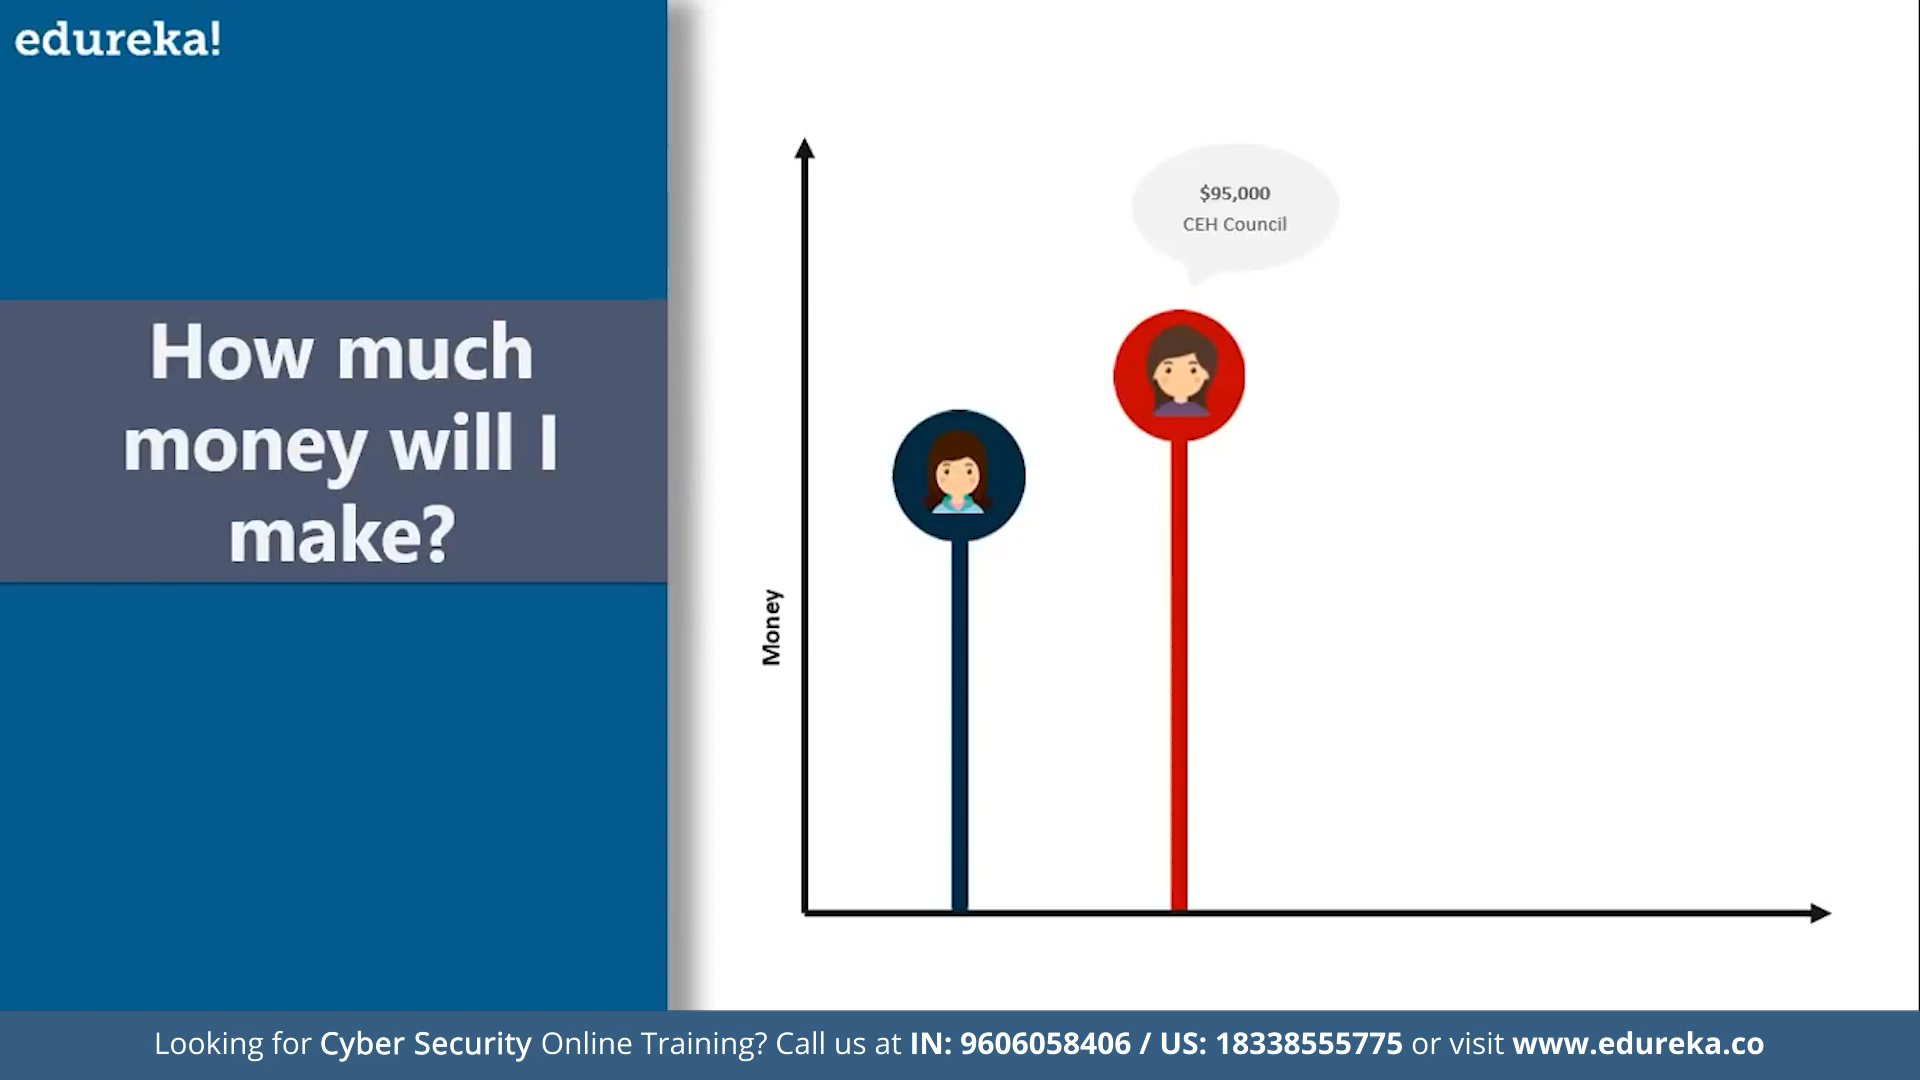 edureka!
How much
money will I
make?
$95,000
CEH Council
Money
Looking for Cyber Security Online Training? Call us at IN: 9606058406 / US: 18338555775 or visit www.edureka.co